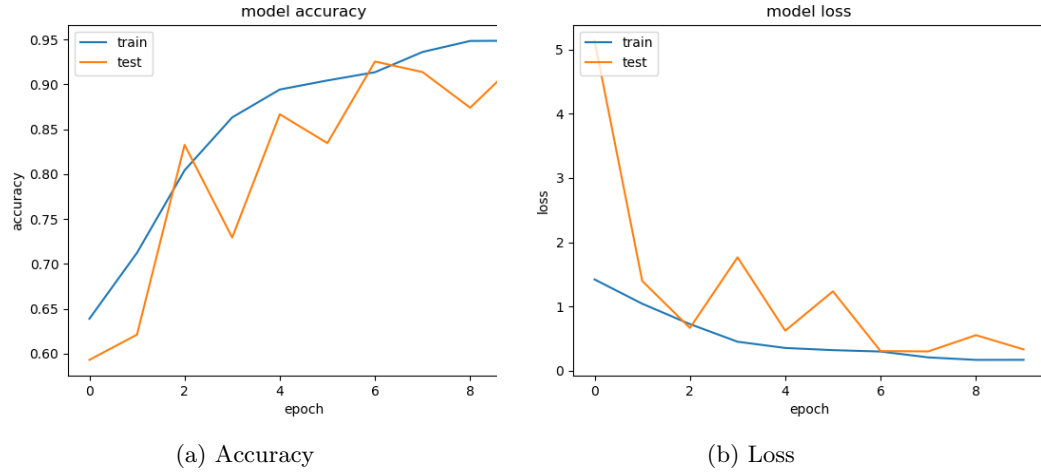 model accuracy
train
test
0.95
0.90
0.85
0.80
0.75
0.70
0.65
0.60
accuracy
0 2 4 6 8
epoch
(a) Accuracy
model loss
train
test
5
4
3
2
1
0
loss
0 2 4 6 8
epoch
(b) Loss